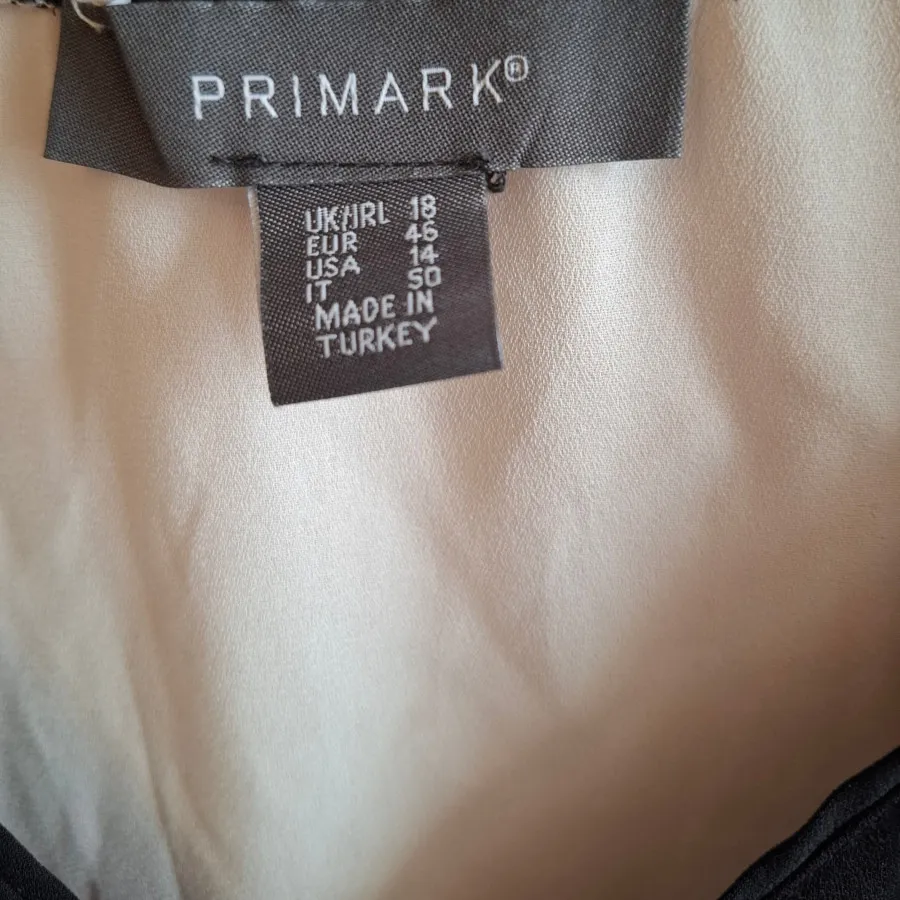 PRIMARK®
UK/IRL 18
EUR 46
USA 14
IT 50
MADE IN
TURKEY